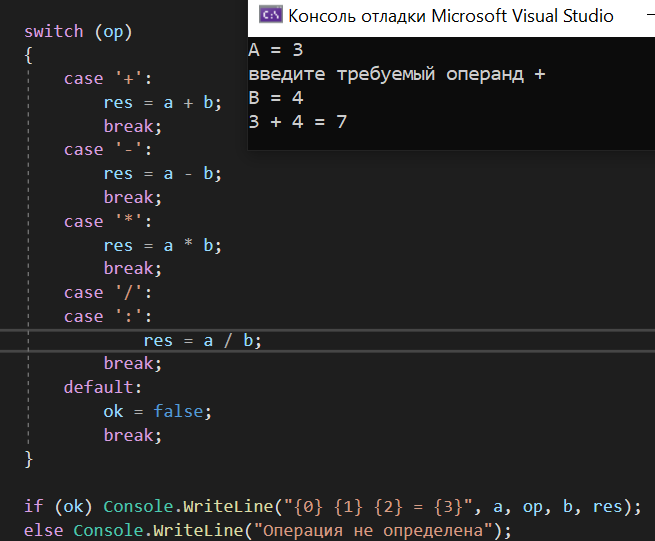 switch (op)
{
case '+':
res = a + b;
break;
case '-':
res = a - b;
break;
case '*':
res = a * b;
break;
case '/':
case ':':
res = a / b;
break;
default:
ok = false;
break;
}
if (ok) Console.WriteLine("{0} {1} {2} = {3}", a, op, b, res);
else Console.WriteLine("Операция не определена");
Консоль отладки Microsoft Visual Studio
A = 3
введите требуемый операнд +
B = 4
3 + 4 = 7